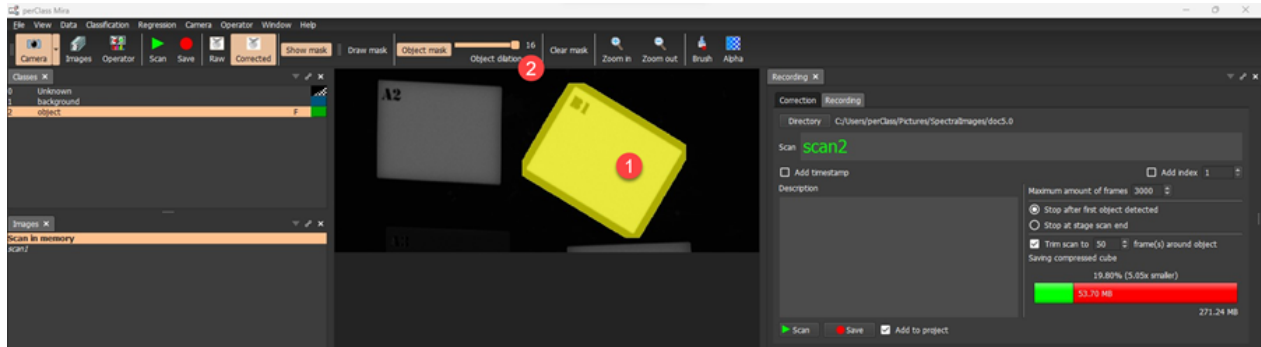 perClass Mira
File View Data Classification Regression Camera Operator Window Help
Camera Images Operator Scan Save Raw Corrected Show mask Draw mask Object mask 16 Object dilation Clear mask Zoom in Zoom out Brush Alpha
2
Classes
0 Unknown
1 background
2 object F
Images
Scan in memory
scan1
A2
B1
1
Recording
Correction Recording
Directory C:/Users/perClass/Pictures/SpectralImages/doc5.0
Scan scan2
Add timestamp Add index 1
Description
Maximum amount of frames 3000
Stop after first object detected
Stop at stage scan end
Trim scan to 50 frame(s) around object
Saving compressed cube
19.80% (5.05x smaller)
53.70 MB
271.24 MB
Scan Save Add to project